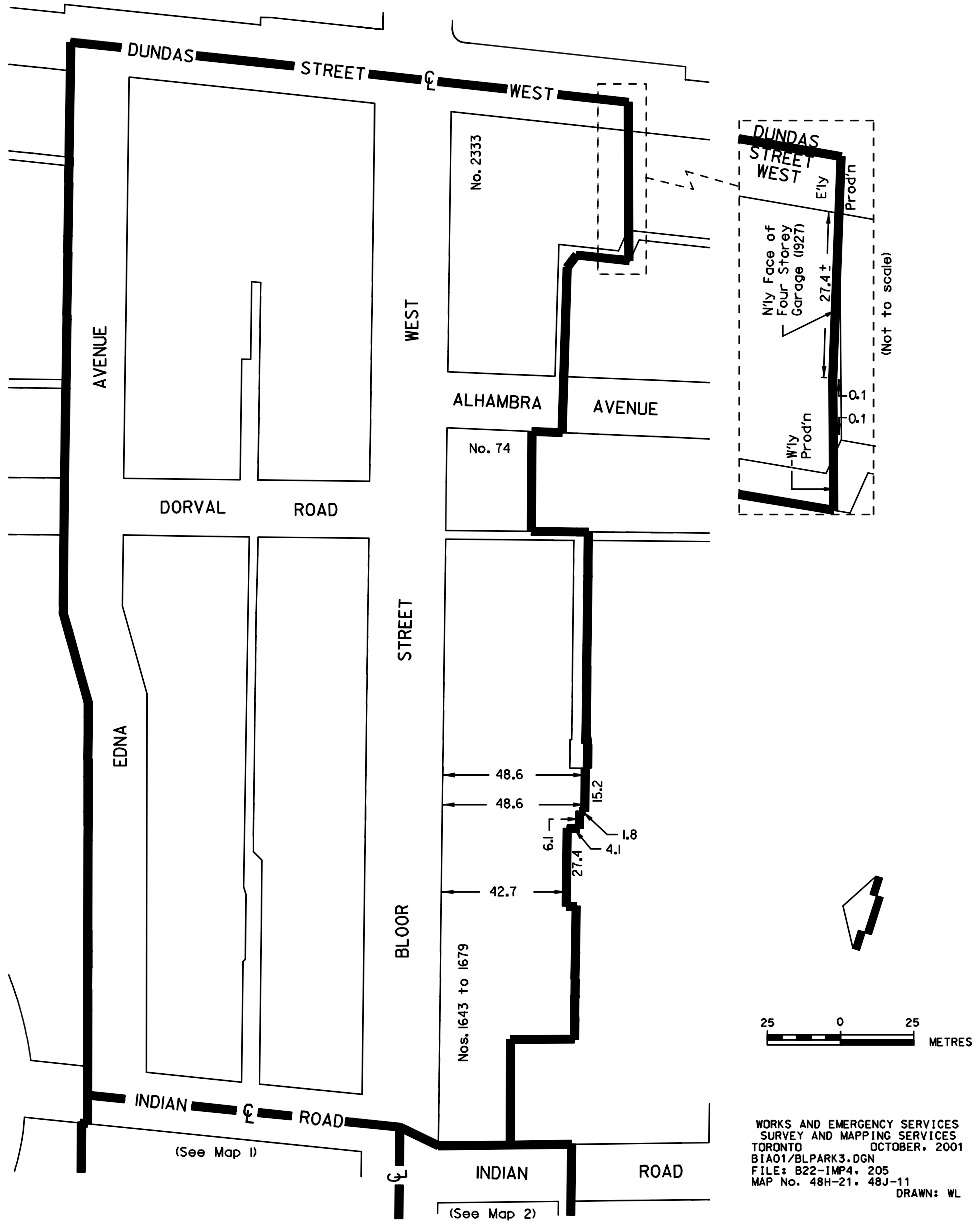 DUNDAS STREET ℄ WEST
No. 2333
AVENUE
WEST
ALHAMBRA AVENUE
No. 74
DORVAL ROAD
STREET
EDNA
48.6
48.6
15.2
1.8
6.1
4.1
27.4
42.7
BLOOR
Nos. 1643 to 1679
INDIAN ℄ ROAD
(See Map 1)
℄
INDIAN ROAD
(See Map 2)
DUNDAS
STREET
WEST
E'ly
Prod'n
N'ly Face of
Four Storey
Garage (1927)
27.4±
(Not to scale)
0.1
0.1
W'ly
Prod'n
25 0 25
METRES
WORKS AND EMERGENCY SERVICES
SURVEY AND MAPPING SERVICES
TORONTO OCTOBER, 2001
BIA01/BLPARK3.DGN
FILE: B22-IMP4, 205
MAP No. 48H-21, 48J-11
DRAWN: WL